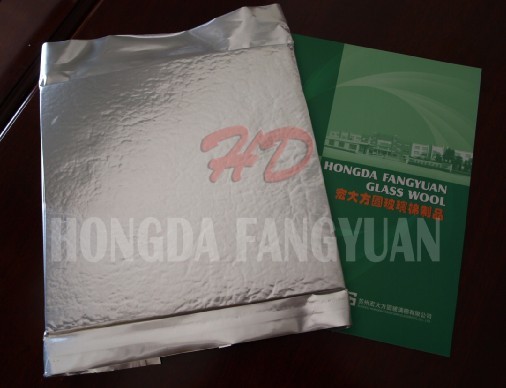 HD
HONGDA FANGYUAN
HONGDA FANGYUAN
GLASS WOOL
宏大方圆玻璃棉制品